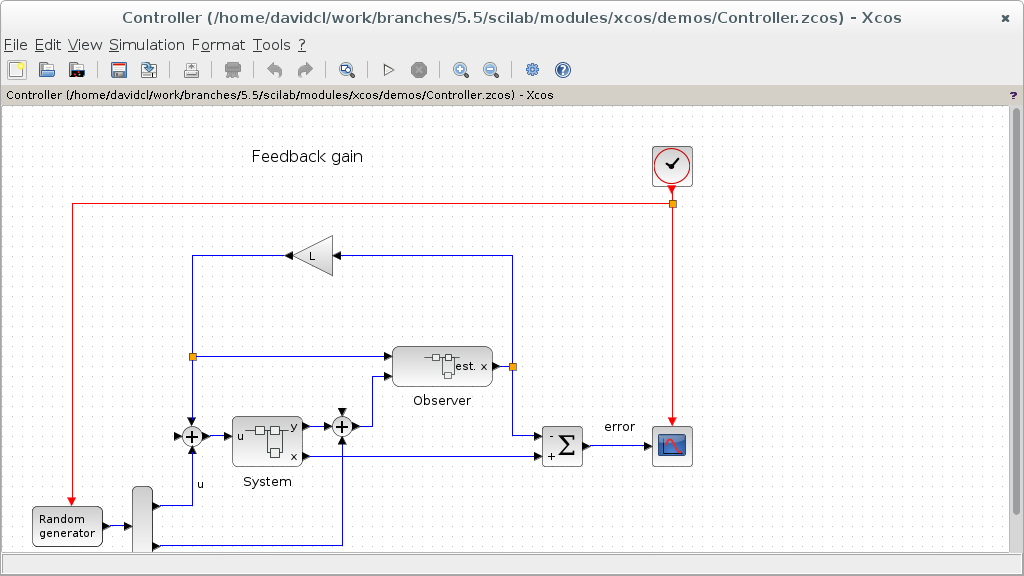 Controller (/home/davidcl/work/branches/5.5/scilab/modules/xcos/demos/Controller.zcos) - Xcos
File Edit View Simulation Format Tools ?
Controller (/home/davidcl/work/branches/5.5/scilab/modules/xcos/demos/Controller.zcos) - Xcos ?
Feedback gain
L
est. x
Observer
error
u
y
x
System
-
+
Σ
+
+
u
Random
generator